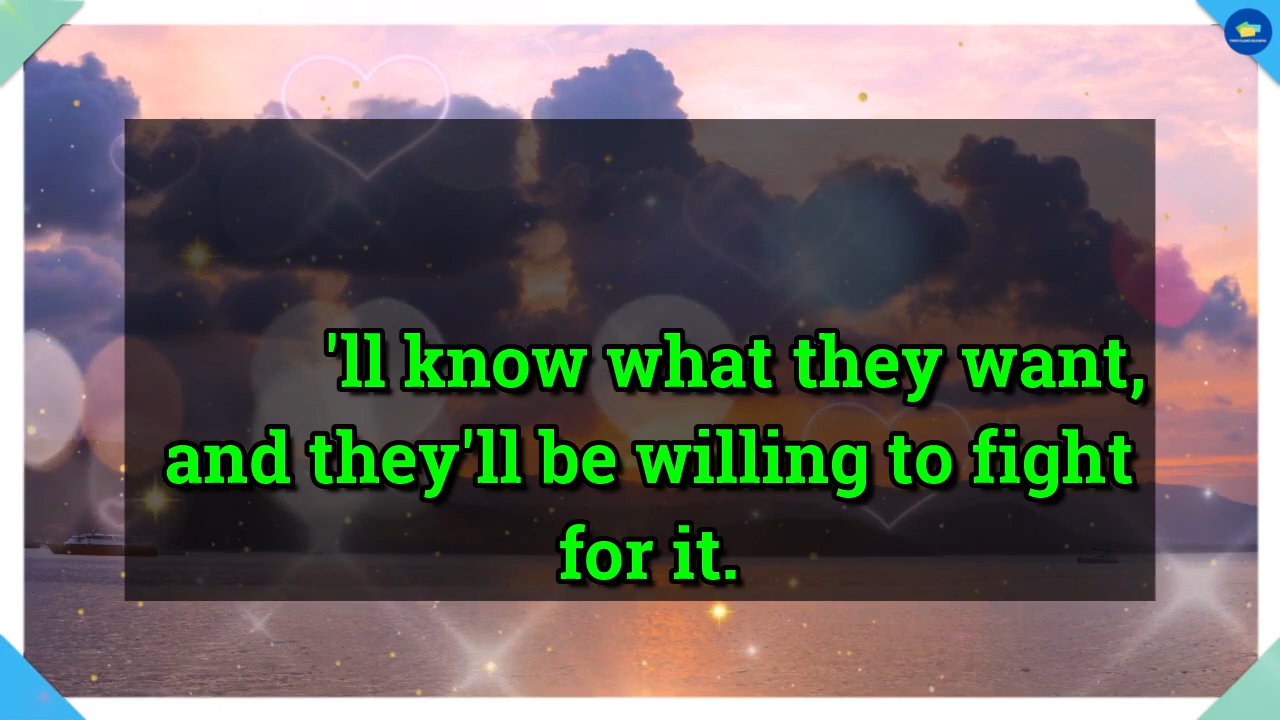 'll know what they want,
and they'll be willing to fight
for it.